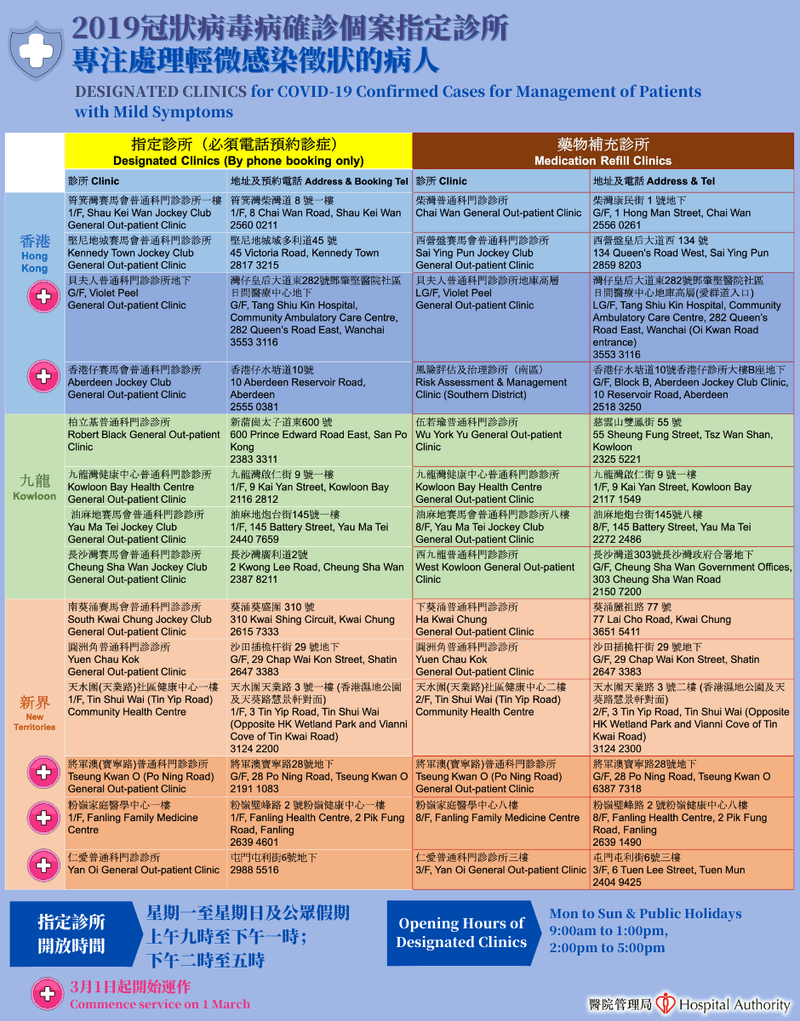 2019冠狀病毒病確診個案指定診所
專注處理輕微感染徵狀的病人
DESIGNATED CLINICS for COVID-19 Confirmed Cases for Management of Patients
with Mild Symptoms
指定診所（必須電話預約診症）
Designated Clinics (By phone booking only)
藥物補充診所
Medication Refill Clinics
診所 Clinic
地址及預約電話 Address & Booking Tel
診所 Clinic
地址及電話 Address & Tel
香港
Hong
Kong
筲箕灣賽馬會普通科門診診所一樓
1/F, Shau Kei Wan Jockey Club
General Out-patient Clinic
筲箕灣柴灣道 8 號一樓
1/F, 8 Chai Wan Road, Shau Kei Wan
2560 0211
柴灣普通科門診診所
Chai Wan General Out-patient Clinic
柴灣康民街 1 號地下
G/F, 1 Hong Man Street, Chai Wan
2556 0261
堅尼地城賽馬會普通科門診診所
Kennedy Town Jockey Club
General Out-patient Clinic
堅尼地城域多利道45 號
45 Victoria Road, Kennedy Town
2817 3215
西營盤賽馬會普通科門診診所
Sai Ying Pun Jockey Club
General Out-patient Clinic
西營盤皇后大道西 134 號
134 Queen's Road West, Sai Ying Pun
2859 8203
貝夫人普通科門診診所地下
G/F, Violet Peel
General Out-patient Clinic
灣仔皇后大道東282號鄧肇堅醫院社區
日間醫療中心地下
G/F, Tang Shiu Kin Hospital,
Community Ambulatory Care Centre,
282 Queen's Road East, Wanchai
3553 3116
貝夫人普通科門診診所地庫高層
LG/F, Violet Peel
General Out-patient Clinic
灣仔皇后大道東282號鄧肇堅醫院社區
日間醫療中心地庫高層(愛群道入口)
LG/F, Tang Shiu Kin Hospital, Community
Ambulatory Care Centre, 282 Queen's
Road East, Wanchai (Oi Kwan Road
entrance)
3553 3116
香港仔賽馬會普通科門診診所
Aberdeen Jockey Club
General Out-patient Clinic
香港仔水塘道10號
10 Aberdeen Reservoir Road,
Aberdeen
2555 0381
風險評估及治理診所（南區）
Risk Assessment & Management
Clinic (Southern District)
香港仔水塘道10號香港仔診所大樓B座地下
G/F, Block B, Aberdeen Jockey Club Clinic,
10 Reservoir Road, Aberdeen
2518 3250
九龍
Kowloon
柏立基普通科門診診所
Robert Black General Out-patient
Clinic
新蒲崗太子道東600 號
600 Prince Edward Road East, San Po
Kong
2383 3311
伍若瑜普通科門診診所
Wu York Yu General Out-patient
Clinic
慈雲山雙鳳街 55 號
55 Sheung Fung Street, Tsz Wan Shan,
Kowloon
2325 5221
九龍灣健康中心普通科門診診所
Kowloon Bay Health Centre
General Out-patient Clinic
九龍灣啟仁街 9 號一樓
1/F, 9 Kai Yan Street, Kowloon Bay
2116 2812
九龍灣健康中心普通科門診診所
Kowloon Bay Health Centre
General Out-patient Clinic
九龍灣啟仁街 9 號一樓
1/F, 9 Kai Yan Street, Kowloon Bay
2117 1549
油麻地賽馬會普通科門診診所
Yau Ma Tei Jockey Club
General Out-patient Clinic
油麻地炮台街145號一樓
1/F, 145 Battery Street, Yau Ma Tei
2440 7659
油麻地賽馬會普通科門診診所八樓
8/F, Yau Ma Tei Jockey Club
General Out-patient Clinic
油麻地炮台街145號八樓
8/F, 145 Battery Street, Yau Ma Tei
2272 2486
長沙灣賽馬會普通科門診診所
Cheung Sha Wan Jockey Club
General Out-patient Clinic
長沙灣廣利道2號
2 Kwong Lee Road, Cheung Sha Wan
2387 8211
西九龍普通科門診診所
West Kowloon General Out-patient
Clinic
長沙灣道303號長沙灣政府合署地下
G/F, Cheung Sha Wan Government Offices,
303 Cheung Sha Wan Road
2150 7200
新界
New
Territories
南葵涌賽馬會普通科門診診所
South Kwai Chung Jockey Club
General Out-patient Clinic
葵涌葵盛圍 310 號
310 Kwai Shing Circuit, Kwai Chung
2615 7333
下葵涌普通科門診診所
Ha Kwai Chung
General Out-patient Clinic
葵涌麗祖路 77 號
77 Lai Cho Road, Kwai Chung
3651 5411
圓洲角普通科門診診所
Yuen Chau Kok
General Out-patient Clinic
沙田插桅杆街 29 號地下
G/F, 29 Chap Wai Kon Street, Shatin
2647 3383
圓洲角普通科門診診所
Yuen Chau Kok
General Out-patient Clinic
沙田插桅杆街 29 號地下
G/F, 29 Chap Wai Kon Street, Shatin
2647 3383
天水圍(天業路)社區健康中心一樓
1/F, Tin Shui Wai (Tin Yip Road)
Community Health Centre
天水圍天業路 3 號一樓 (香港濕地公園
及天葵路慧景軒對面)
1/F, 3 Tin Yip Road, Tin Shui Wai
(Opposite HK Wetland Park and Vianni
Cove of Tin Kwai Road)
3124 2200
天水圍(天業路)社區健康中心二樓
2/F, Tin Shui Wai (Tin Yip Road)
Community Health Centre
天水圍天業路 3 號二樓 (香港濕地公園及天
葵路慧景軒對面)
2/F, 3 Tin Yip Road, Tin Shui Wai (Opposite
HK Wetland Park and Vianni Cove of Tin
Kwai Road)
3124 2300
將軍澳(寶寧路)普通科門診診所
Tseung Kwan O (Po Ning Road)
General Out-patient Clinic
將軍澳寶寧路28號地下
G/F, 28 Po Ning Road, Tseung Kwan O
2191 1083
將軍澳(寶寧路)普通科門診診所
Tseung Kwan O (Po Ning Road)
General Out-patient Clinic
將軍澳寶寧路28號地下
G/F, 28 Po Ning Road, Tseung Kwan O
6387 7318
粉嶺家庭醫學中心一樓
1/F, Fanling Family Medicine
Centre
粉嶺璧峰路 2 號粉嶺健康中心一樓
1/F, Fanling Health Centre, 2 Pik Fung
Road, Fanling
2639 4601
粉嶺家庭醫學中心八樓
8/F, Fanling Family Medicine Centre
粉嶺璧峰路 2 號粉嶺健康中心八樓
8/F, Fanling Health Centre, 2 Pik Fung
Road, Fanling
2639 1490
仁愛普通科門診診所
Yan Oi General Out-patient Clinic
屯門屯利街6號地下
2988 5516
仁愛普通科門診診所三樓
3/F, Yan Oi General Out-patient Clinic
屯門屯利街6號三樓
3/F, 6 Tuen Lee Street, Tuen Mun
2404 9425
指定診所
開放時間
星期一至星期日及公眾假期
上午九時至下午一時；
下午二時至五時
Opening Hours of
Designated Clinics
Mon to Sun & Public Holidays
9:00am to 1:00pm,
2:00pm to 5:00pm
3月1日起開始運作
Commence service on 1 March
醫院管理局 Hospital Authority